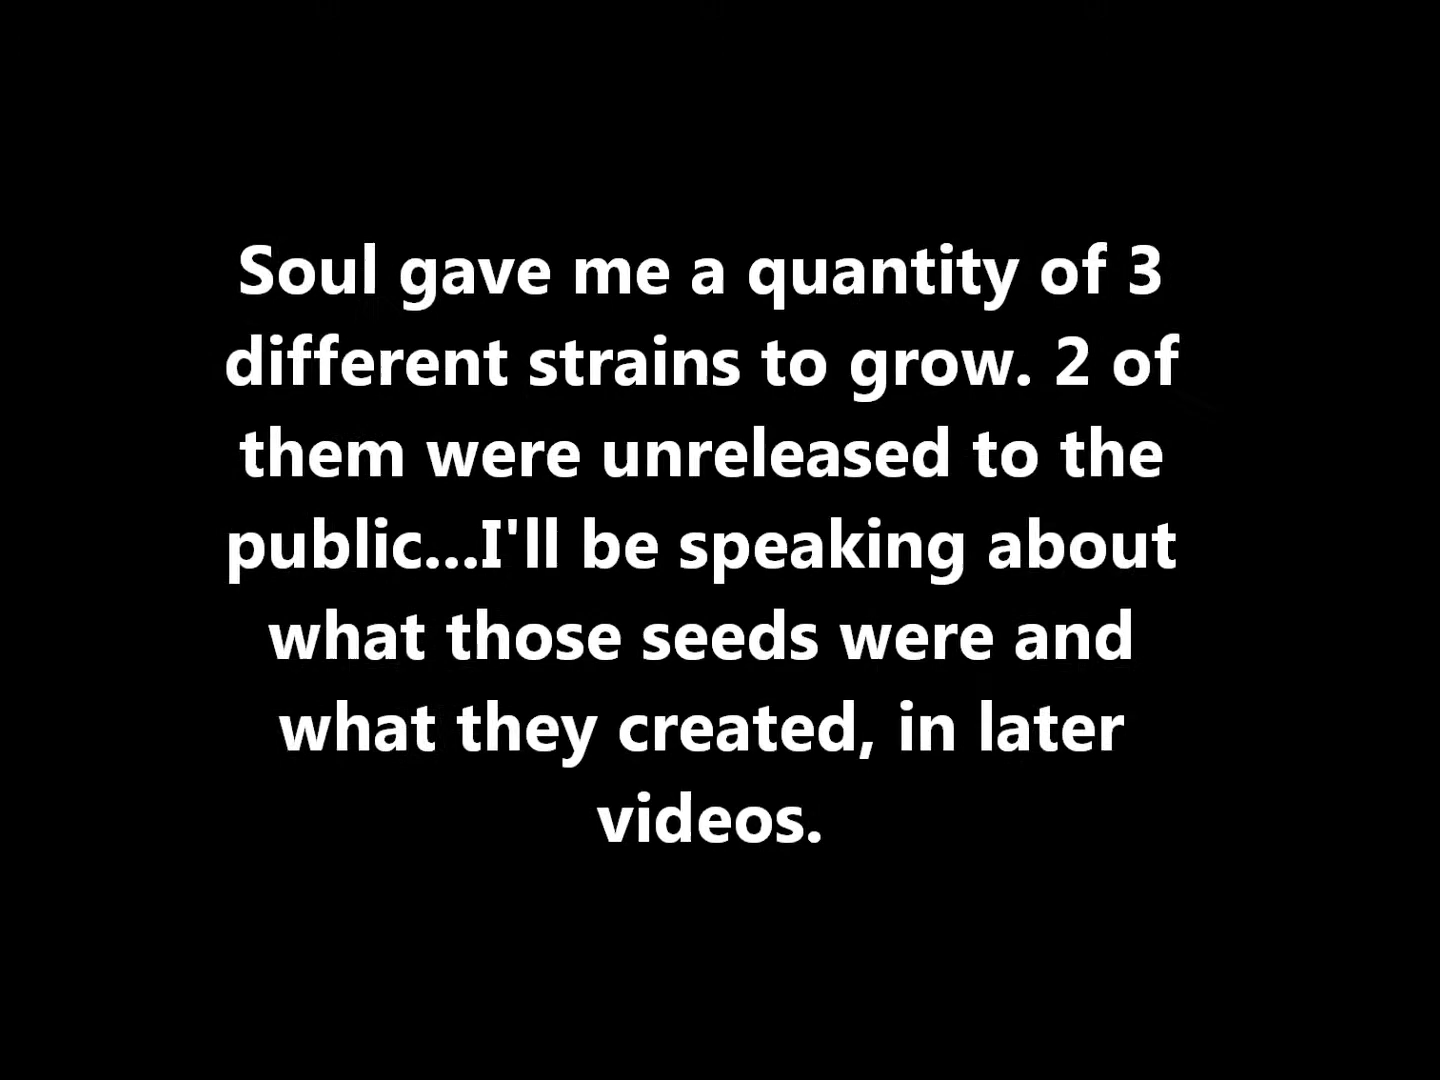 Soul gave me a quantity of 3
different strains to grow. 2 of
them were unreleased to the
public...I'll be speaking about
what those seeds were and
what they created, in later
videos.